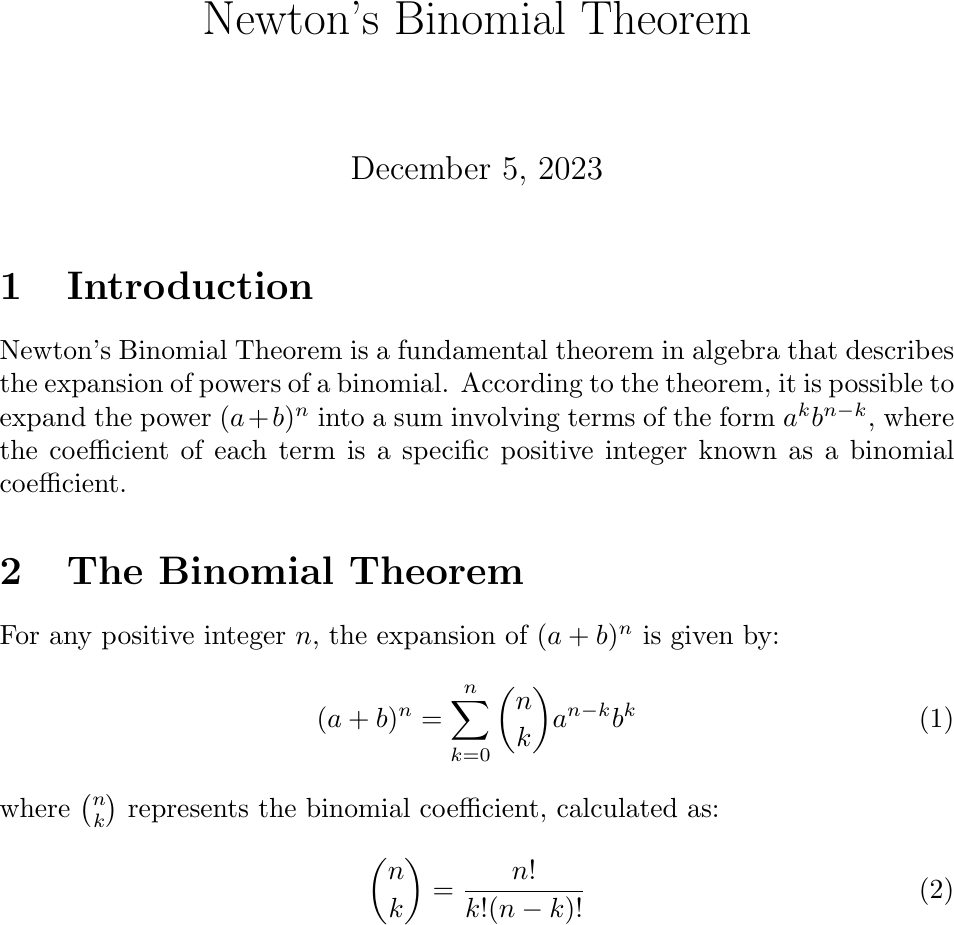 Newton's Binomial Theorem
December 5, 2023
1 Introduction
Newton's Binomial Theorem is a fundamental theorem in algebra that describes
the expansion of powers of a binomial. According to the theorem, it is possible to
expand the power $(a+b)^n$ into a sum involving terms of the form $a^k b^{n-k}$, where
the coefficient of each term is a specific positive integer known as a binomial
coefficient.
2 The Binomial Theorem
For any positive integer $n$, the expansion of $(a + b)^n$ is given by:
$(a + b)^n = \sum_{k=0}^{n} \binom{n}{k} a^{n-k} b^k$ (1)
where $\binom{n}{k}$ represents the binomial coefficient, calculated as:
$\binom{n}{k} = \frac{n!}{k!(n-k)!}$ (2)